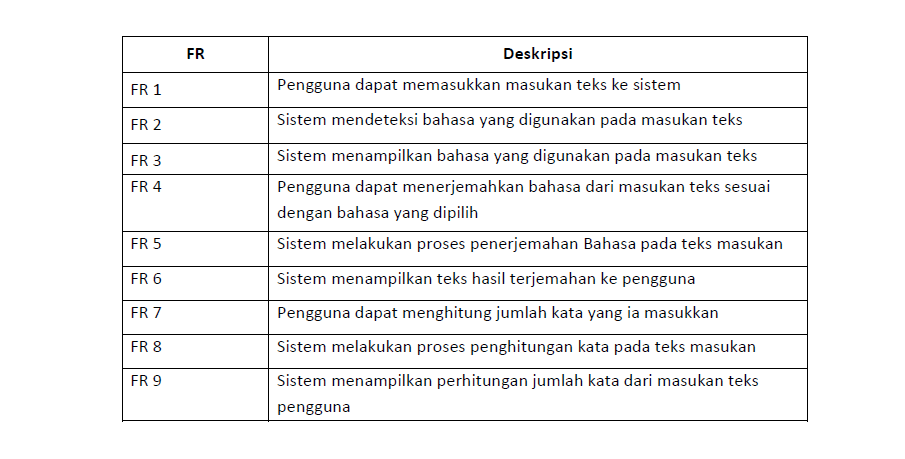 FR Deskripsi
FR 1 Pengguna dapat memasukkan masukan teks ke sistem
FR 2 Sistem mendeteksi bahasa yang digunakan pada masukan teks
FR 3 Sistem menampilkan bahasa yang digunakan pada masukan teks
FR 4 Pengguna dapat menerjemahkan bahasa dari masukan teks sesuai
dengan bahasa yang dipilih
FR 5 Sistem melakukan proses penerjemahan Bahasa pada teks masukan
FR 6 Sistem menampilkan teks hasil terjemahan ke pengguna
FR 7 Pengguna dapat menghitung jumlah kata yang ia masukkan
FR 8 Sistem melakukan proses penghitungan kata pada teks masukan
FR 9 Sistem menampilkan perhitungan jumlah kata dari masukan teks
pengguna